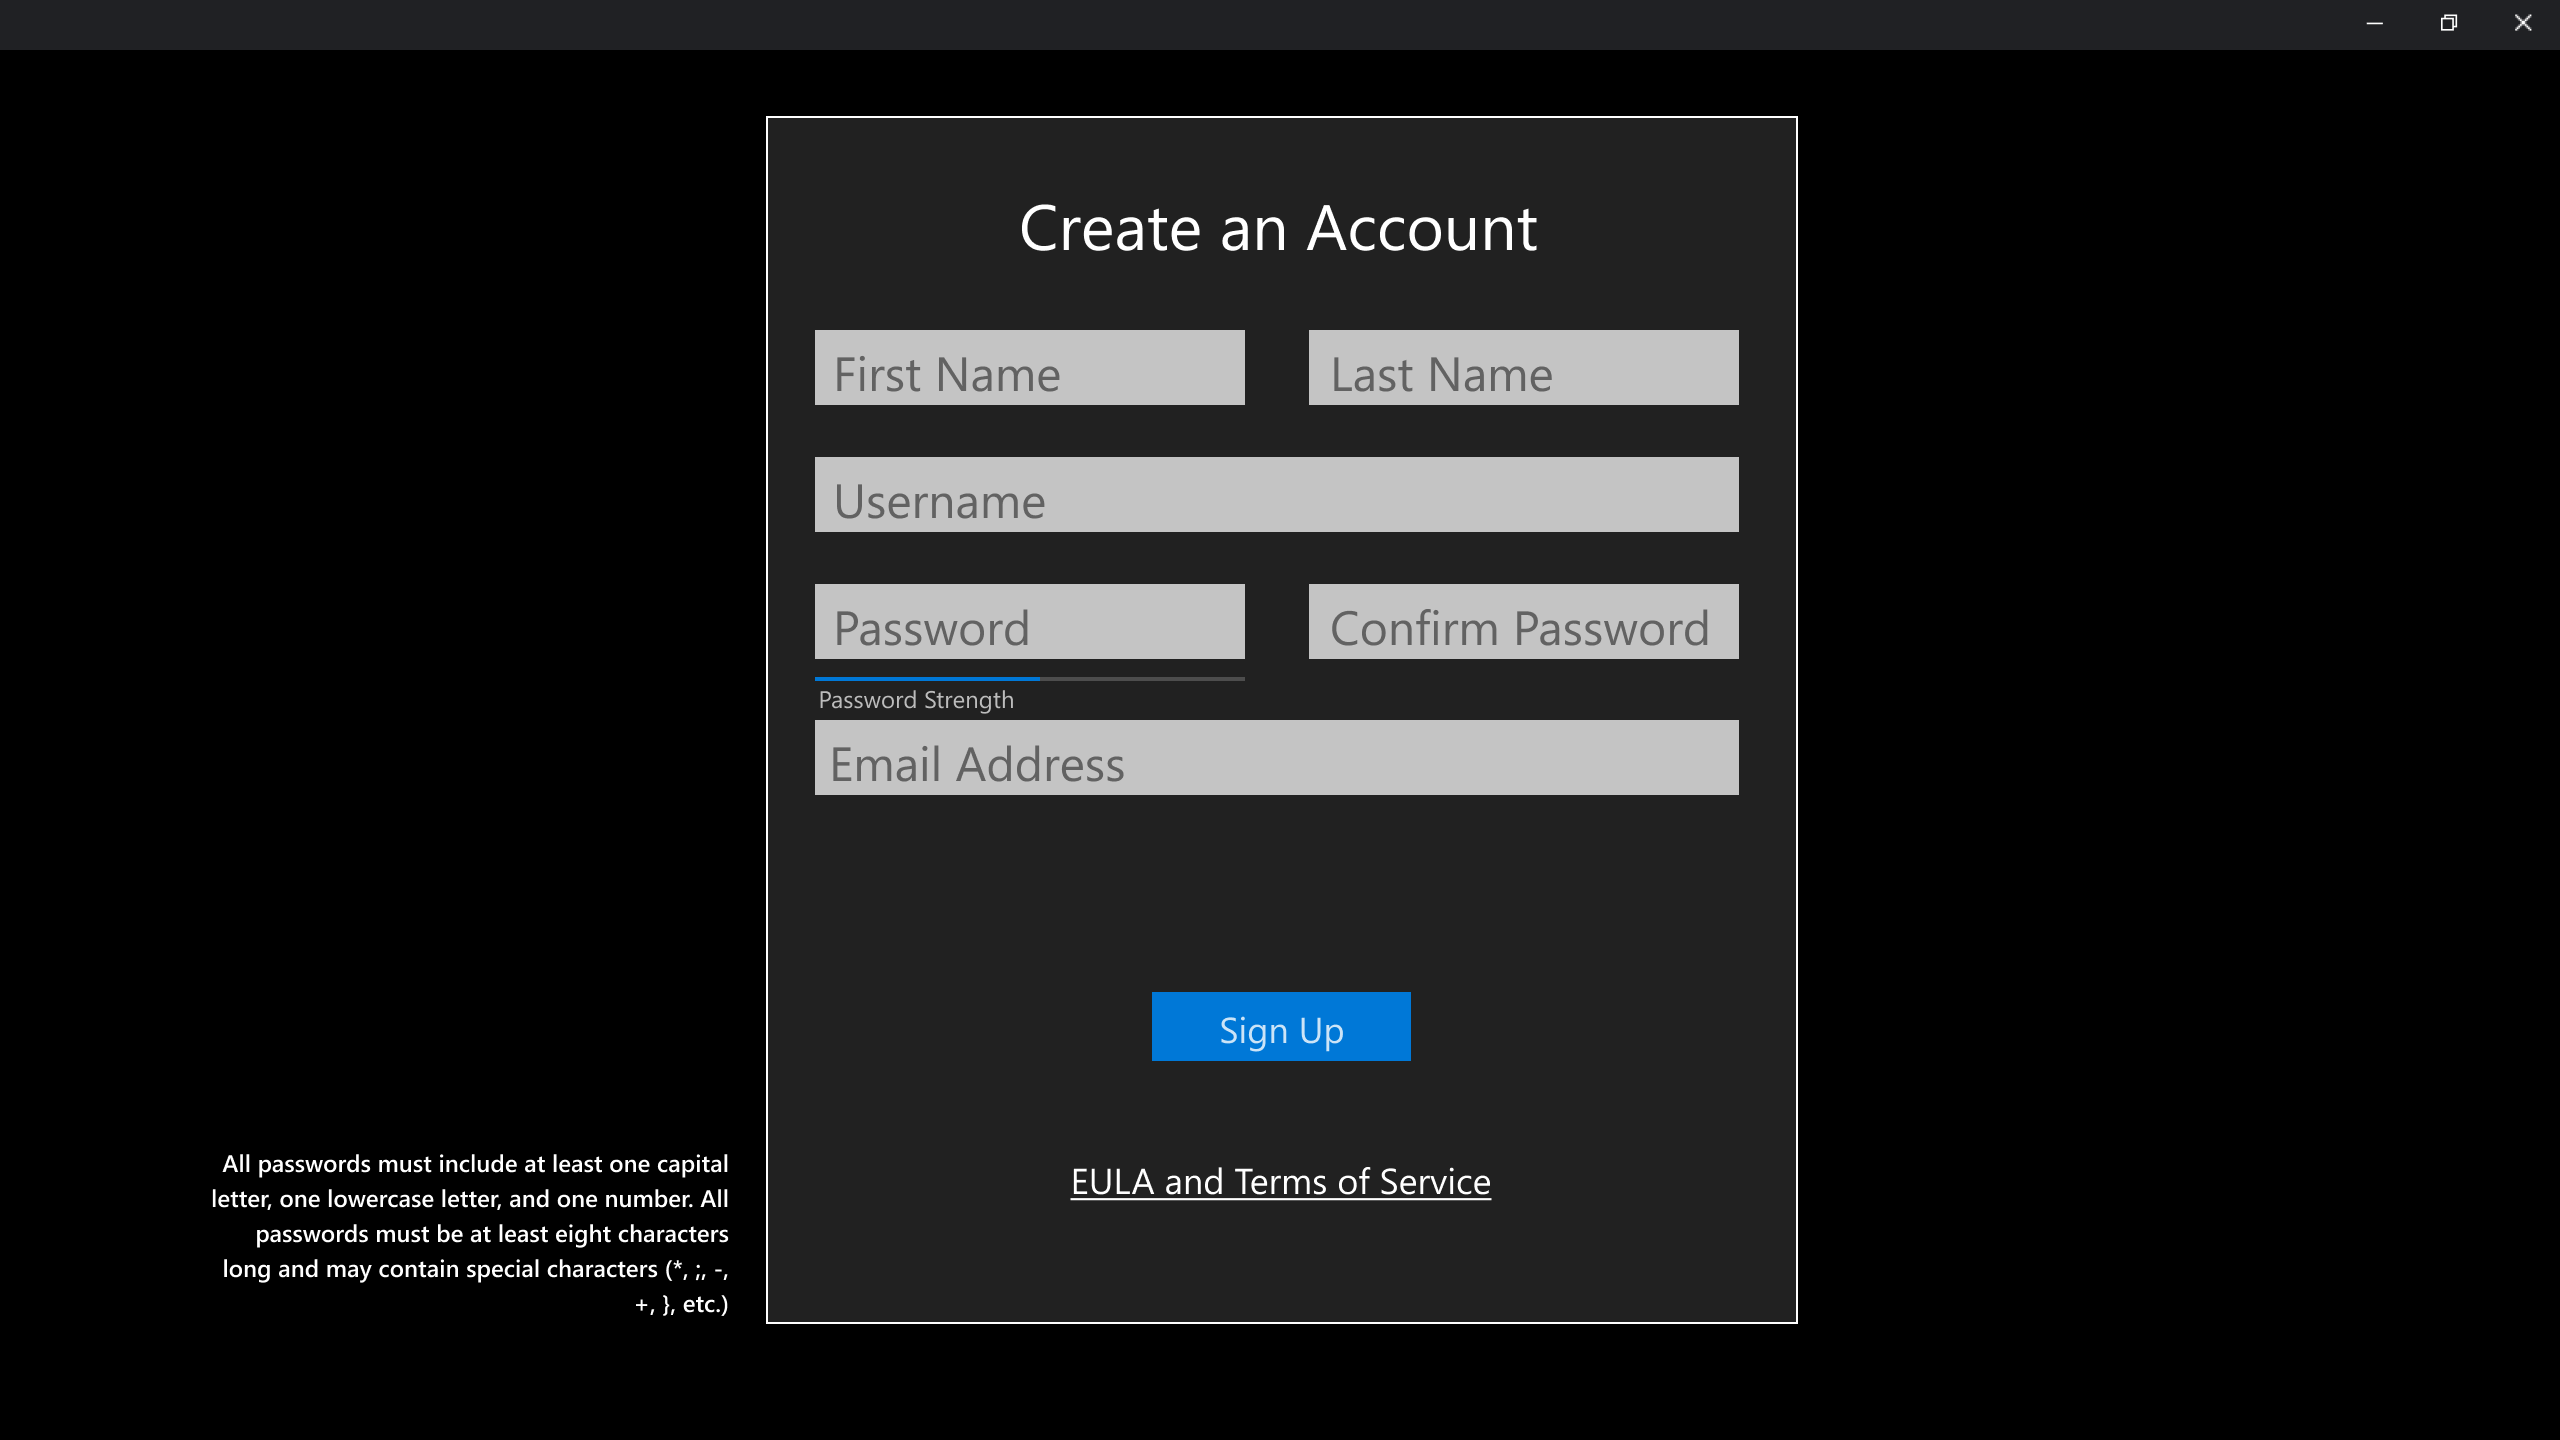 Create an Account
First Name
Last Name
Username
Password
Confirm Password
Password Strength
Email Address
Sign Up
EULA and Terms of Service
All passwords must include at least one capital
letter, one lowercase letter, and one number. All
passwords must be at least eight characters
long and may contain special characters (*, ;, -,
+, }, etc.)